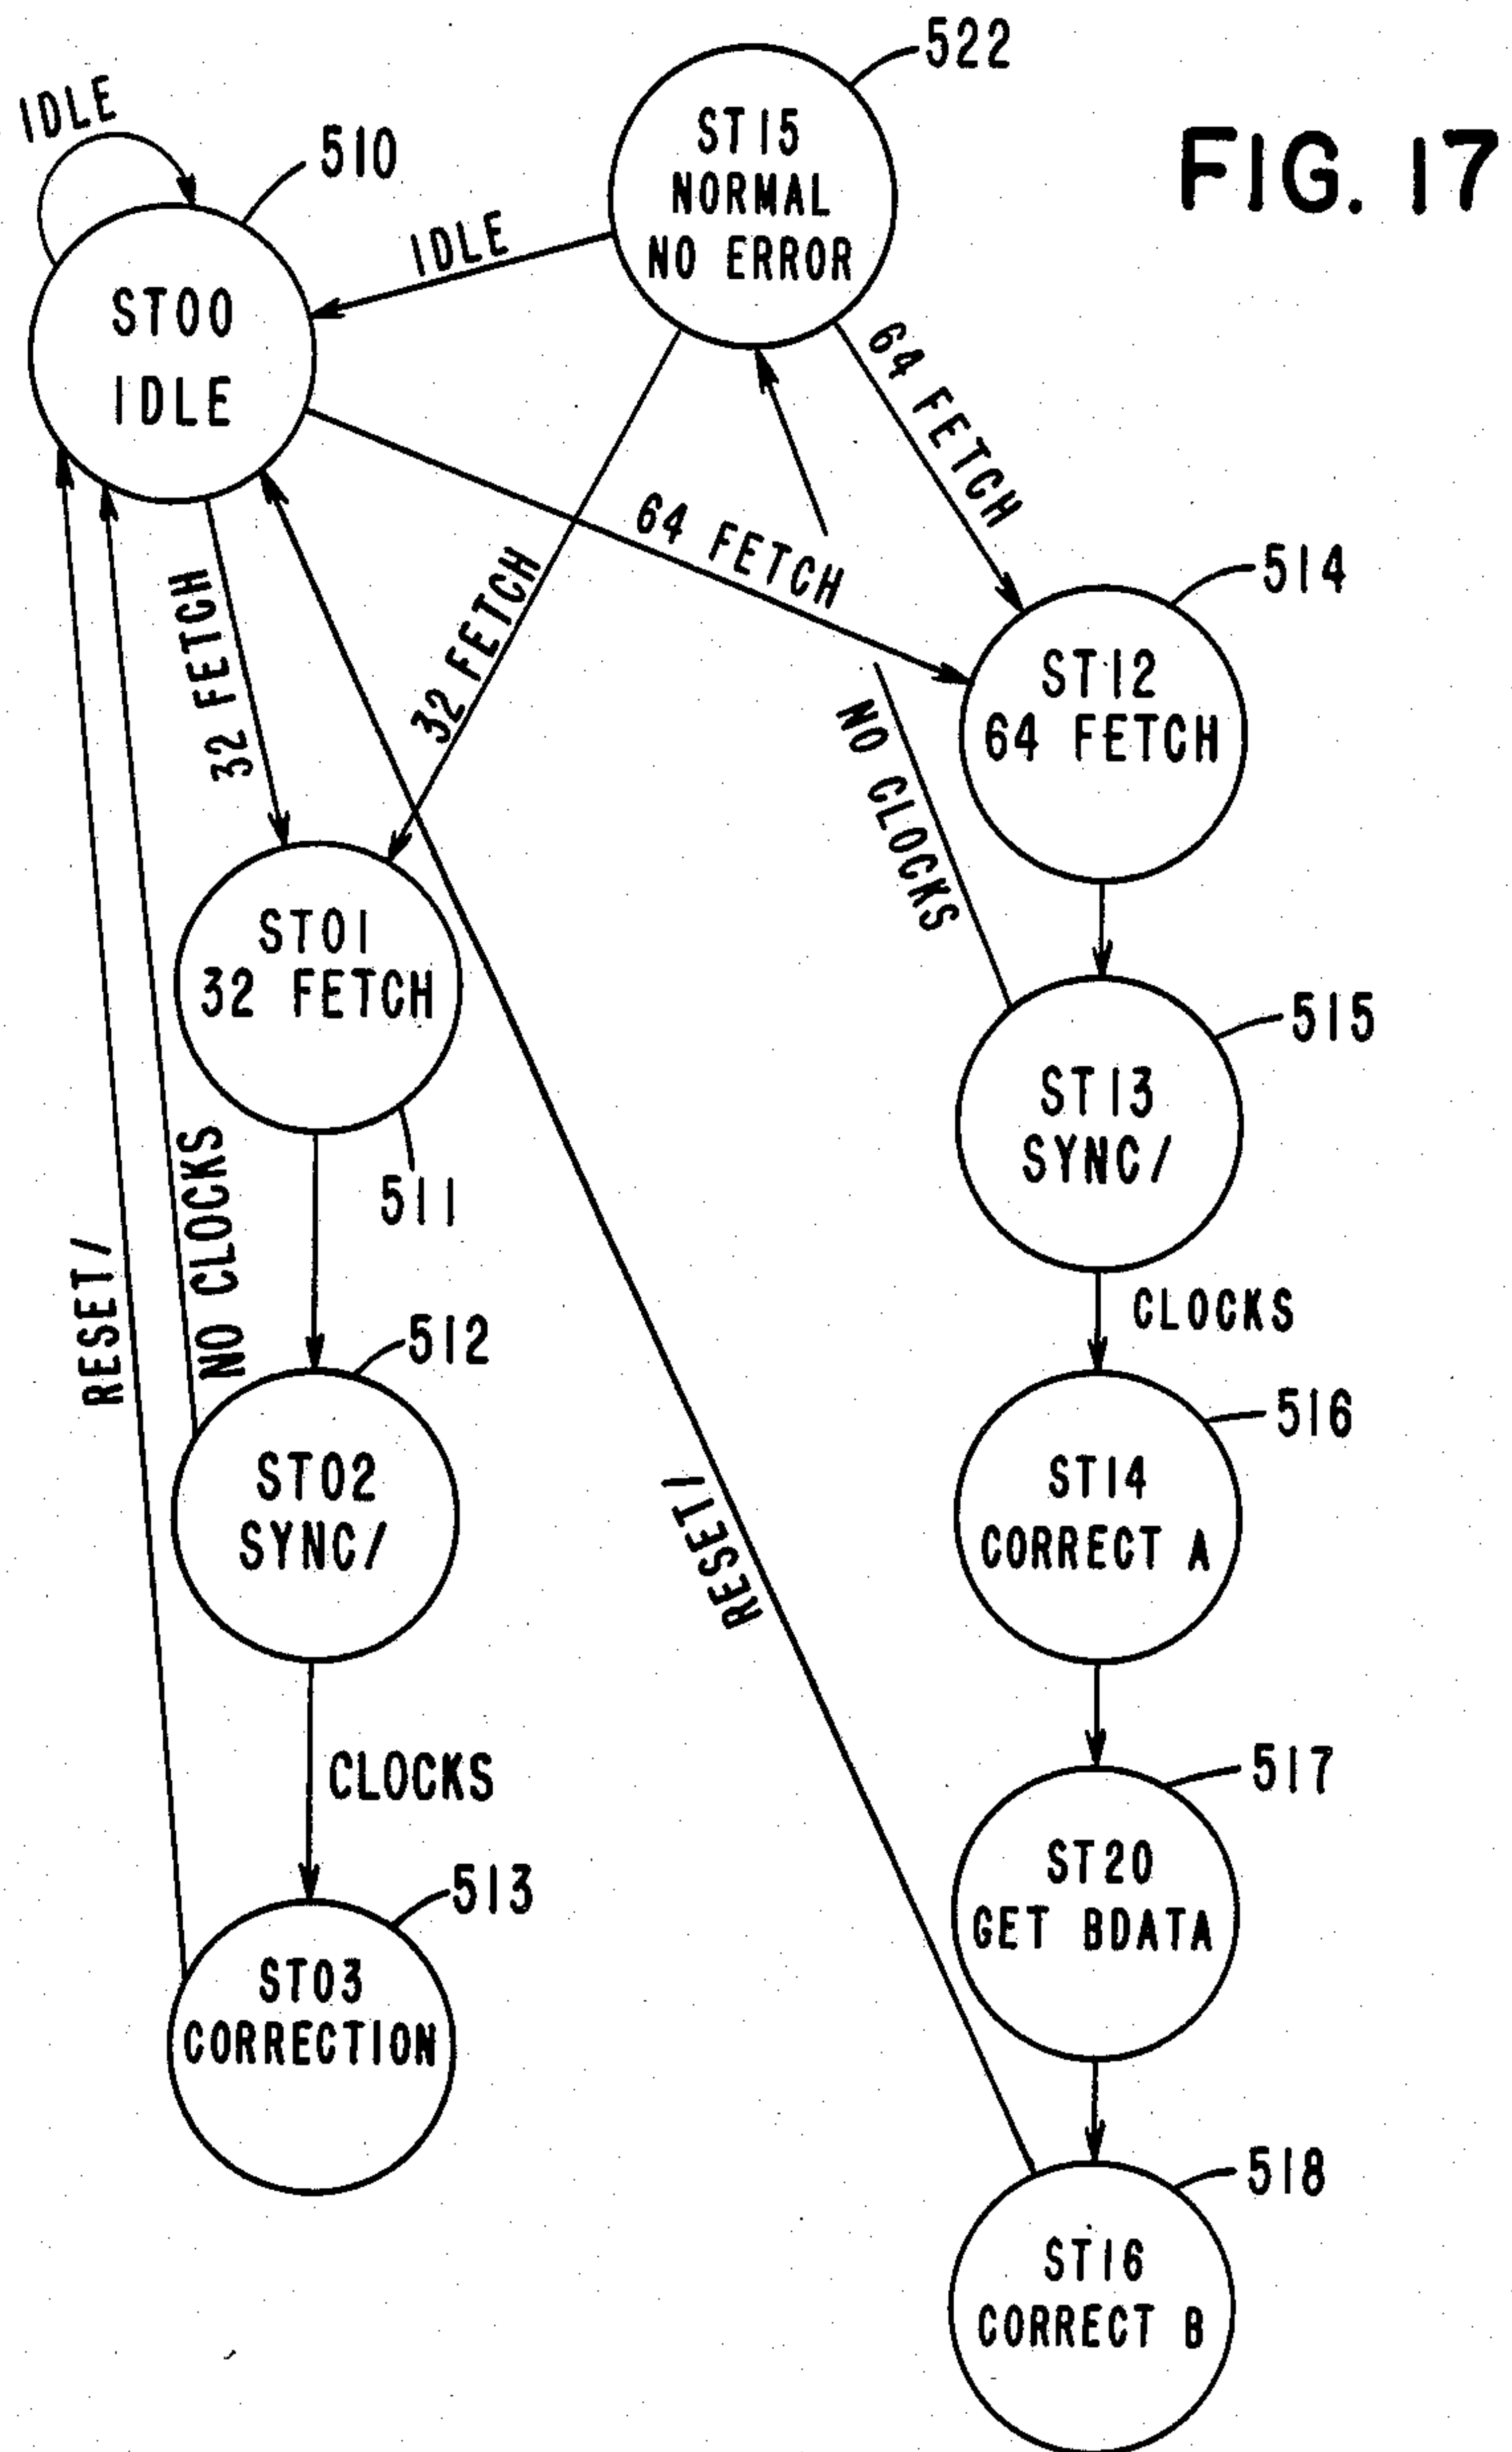 FIG. 17
522
ST15
NORMAL
NO ERROR
IDLE
510
ST00
IDLE
IDLE
64 FETCH
64 FETCH
32 FETCH
32 FETCH
514
ST12
64 FETCH
NO CLOCKS
ST01
32 FETCH
511
515
ST13
SYNC/
CLOCKS
NO CLOCKS
RESET/
512
ST02
SYNC/
516
ST14
CORRECT A
RESET/
CLOCKS
517
ST20
GET BDATA
513
ST03
CORRECTION
518
ST16
CORRECT B